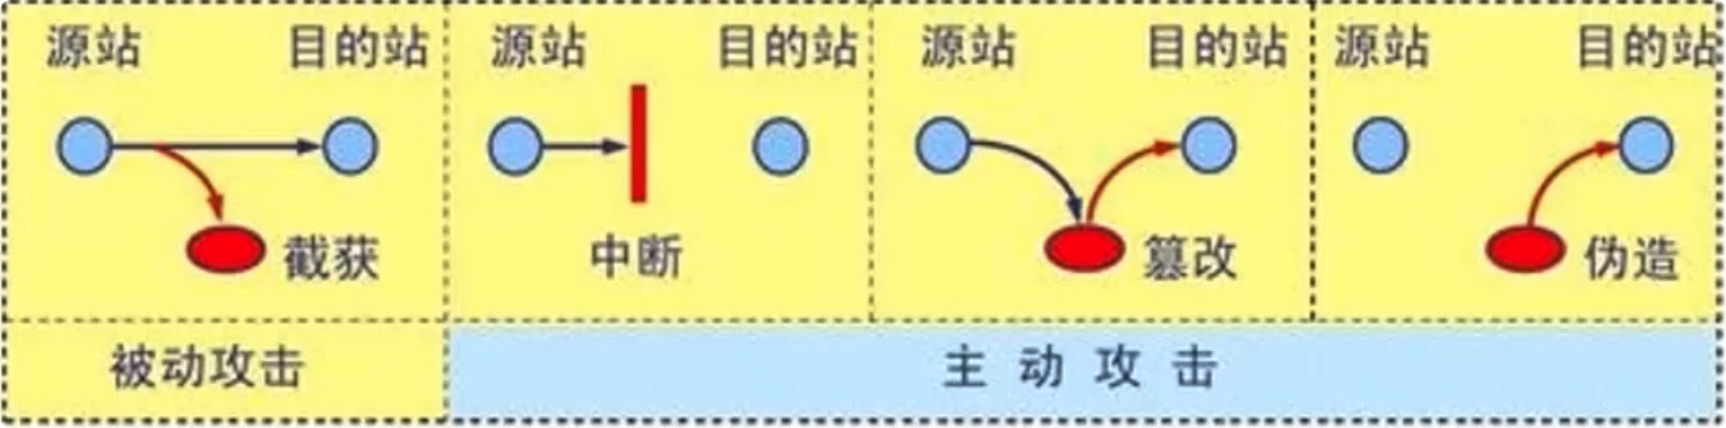 源站 目的站 源站 目的站 源站 目的站 源站 目的站
截获 中断 篡改 伪造
被动攻击 主动攻击